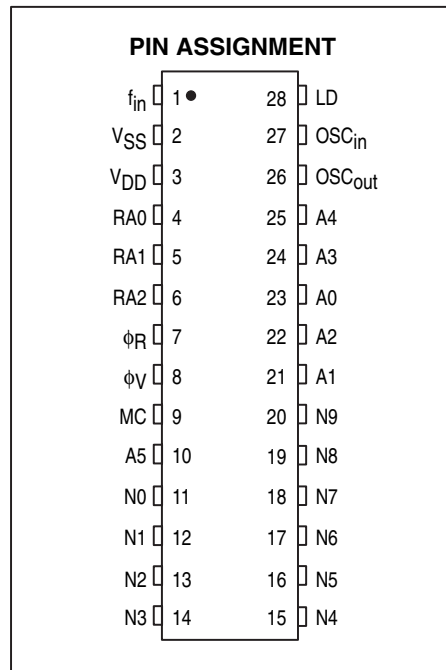 PIN ASSIGNMENT
fin 1 28 LD
VSS 2 27 OSCin
VDD 3 26 OSCout
RA0 4 25 A4
RA1 5 24 A3
RA2 6 23 A0
ϕR 7 22 A2
ϕV 8 21 A1
MC 9 20 N9
A5 10 19 N8
N0 11 18 N7
N1 12 17 N6
N2 13 16 N5
N3 14 15 N4